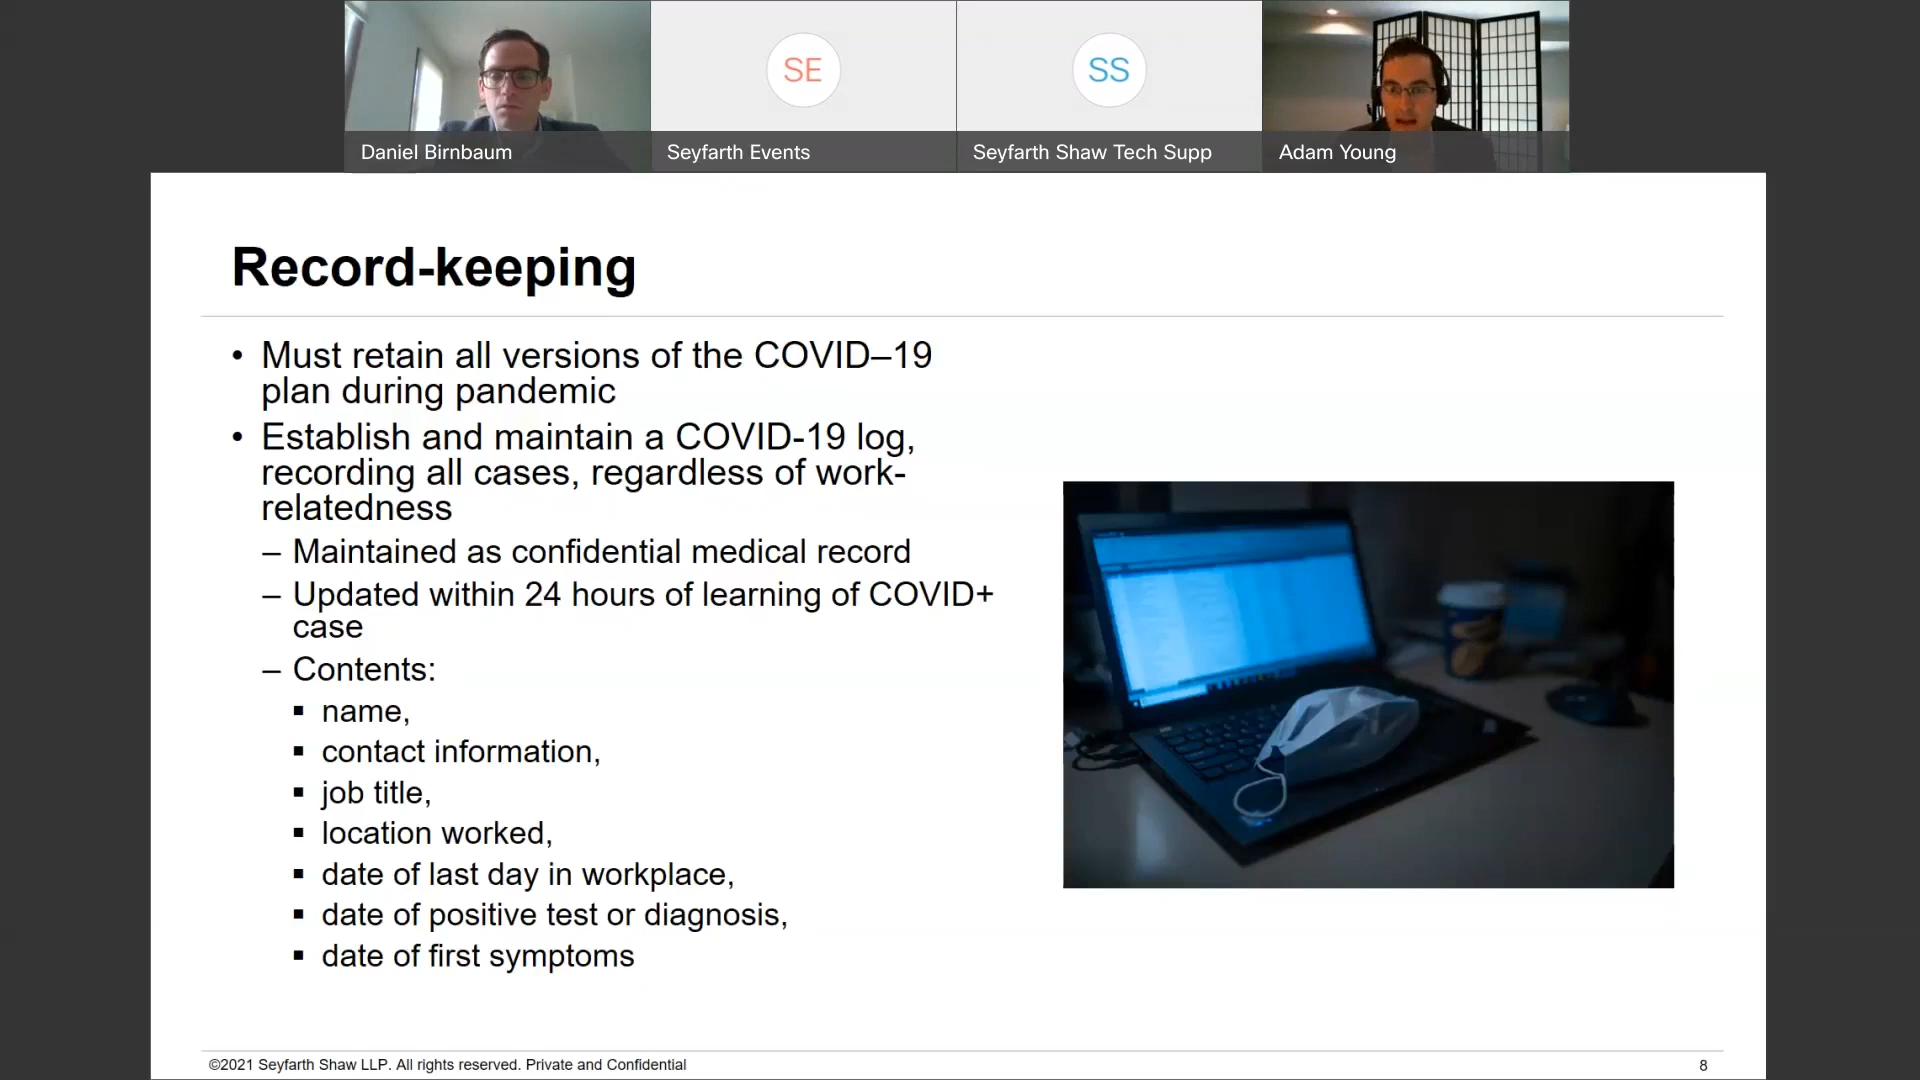 SE
SS
Daniel Birnbaum
Seyfarth Events
Seyfarth Shaw Tech Supp
Adam Young
Record-keeping
• Must retain all versions of the COVID–19
plan during pandemic
• Establish and maintain a COVID-19 log,
recording all cases, regardless of work-
relatedness
– Maintained as confidential medical record
– Updated within 24 hours of learning of COVID+
case
– Contents:
▪ name,
▪ contact information,
▪ job title,
▪ location worked,
▪ date of last day in workplace,
▪ date of positive test or diagnosis,
▪ date of first symptoms
©2021 Seyfarth Shaw LLP. All rights reserved. Private and Confidential
8